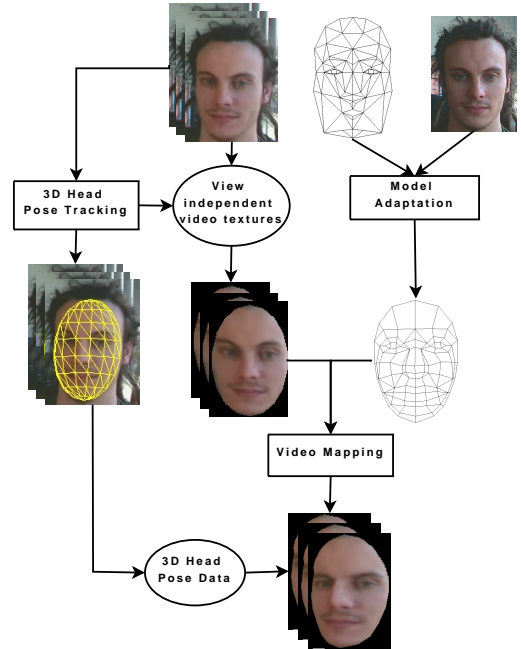 3D Head
Pose Tracking
View
independent
video textures
Model
Adaptation
Video Mapping
3D Head
Pose Data